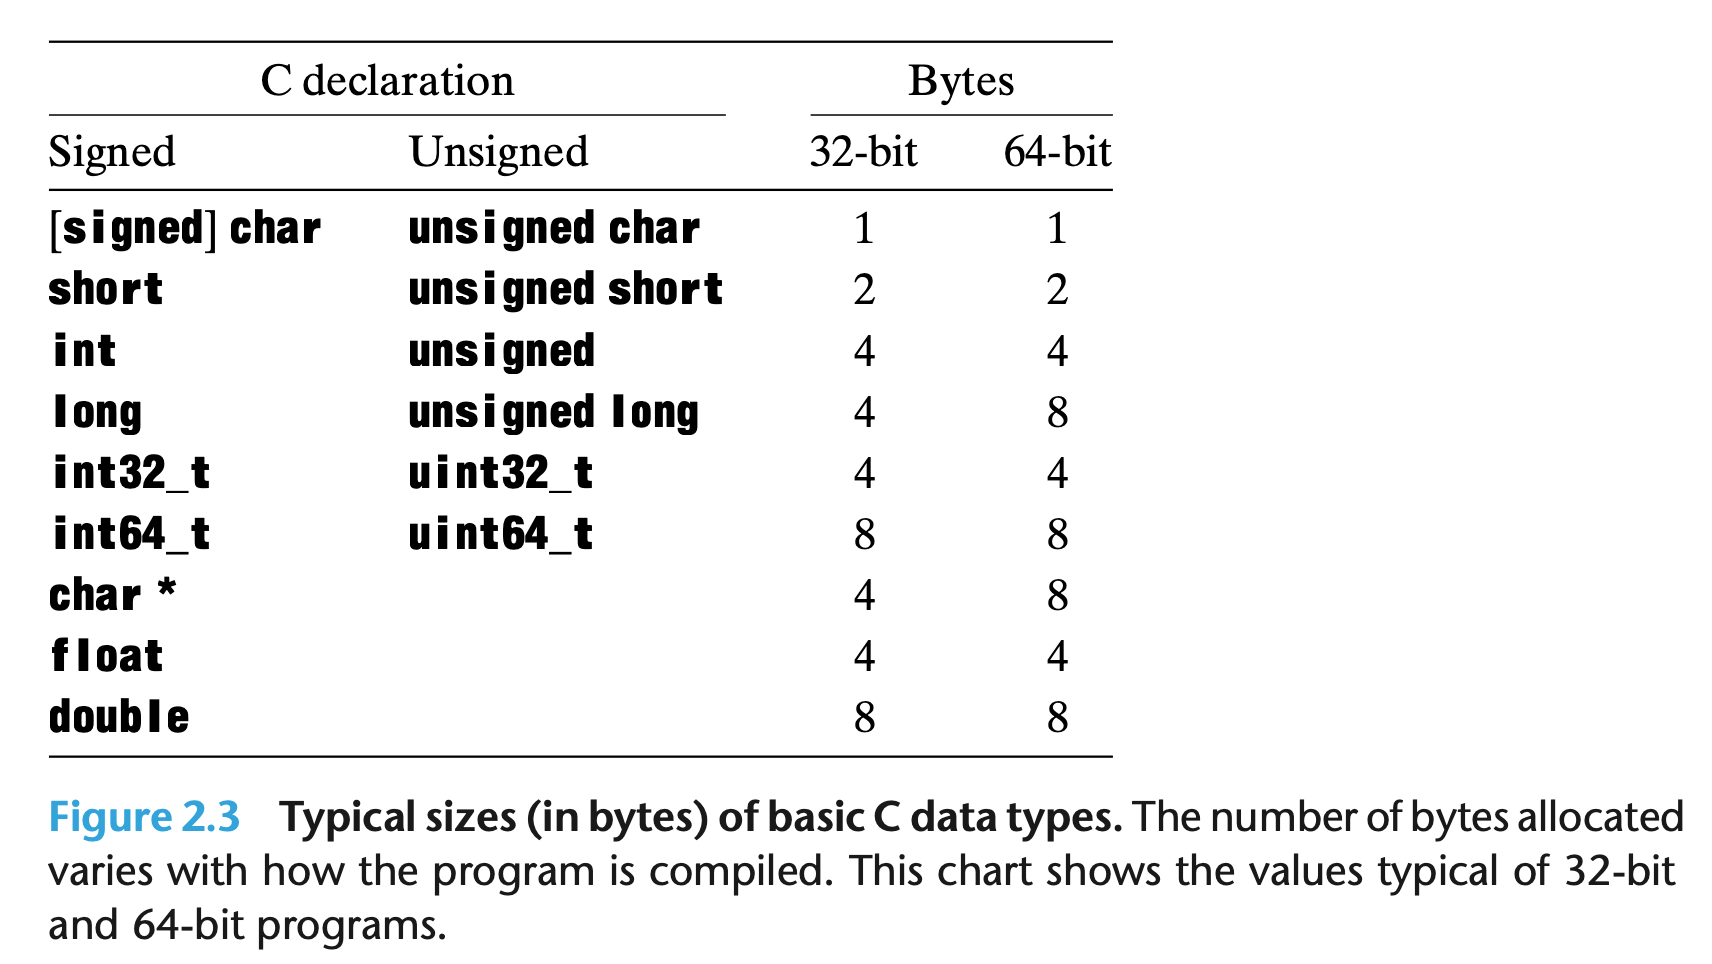 C declaration Bytes
Signed Unsigned 32-bit 64-bit
[signed] char unsigned char 1 1
short unsigned short 2 2
int unsigned 4 4
long unsigned long 4 8
int32_t uint32_t 4 4
int64_t uint64_t 8 8
char * 4 8
float 4 4
double 8 8
Figure 2.3 Typical sizes (in bytes) of basic C data types. The number of bytes allocated
varies with how the program is compiled. This chart shows the values typical of 32-bit
and 64-bit programs.